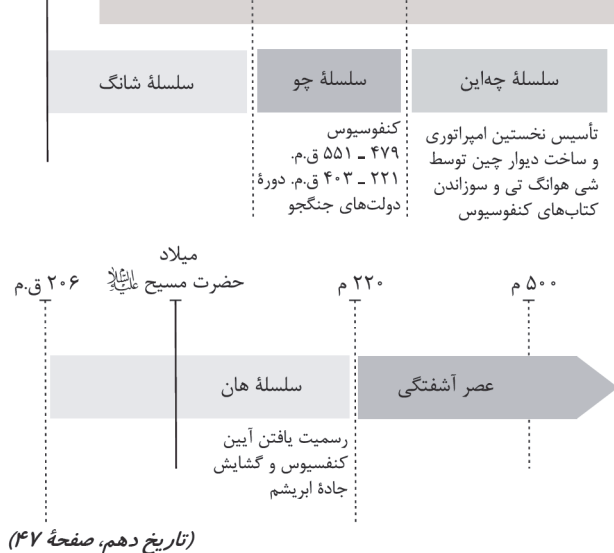 سلسلهٔ شانگ
سلسلهٔ چو
سلسلهٔ چه‌این
کنفوسیوس
۴۷۹ ـ ۵۵۱ ق.م.
۲۲۱ ـ ۴۰۳ ق.م. دورهٔ
دولت‌های جنگجو
تأسیس نخستین امپراتوری
و ساخت دیوار چین توسط
شی هوانگ تی و سوزاندن
کتاب‌های کنفوسیوس
۲۰۶ ق.م
میلاد
حضرت مسیح علیه‌السلام
۲۲۰ م
۵۰۰ م
سلسلهٔ هان
عصر آشفتگی
رسمیت یافتن آیین
کنفسیوس و گشایش
جادهٔ ابریشم
(تاریخ دهم، صفحهٔ ۴۷)